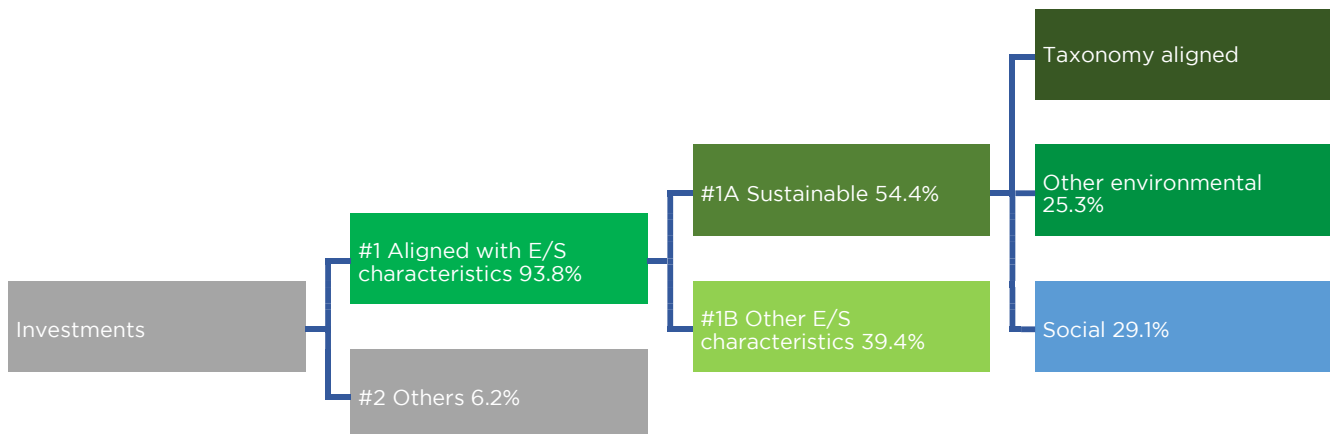 Investments
#1 Aligned with E/S
characteristics 93.8%
#2 Others 6.2%
#1A Sustainable 54.4%
#1B Other E/S
characteristics 39.4%
Taxonomy aligned
Other environmental
25.3%
Social 29.1%